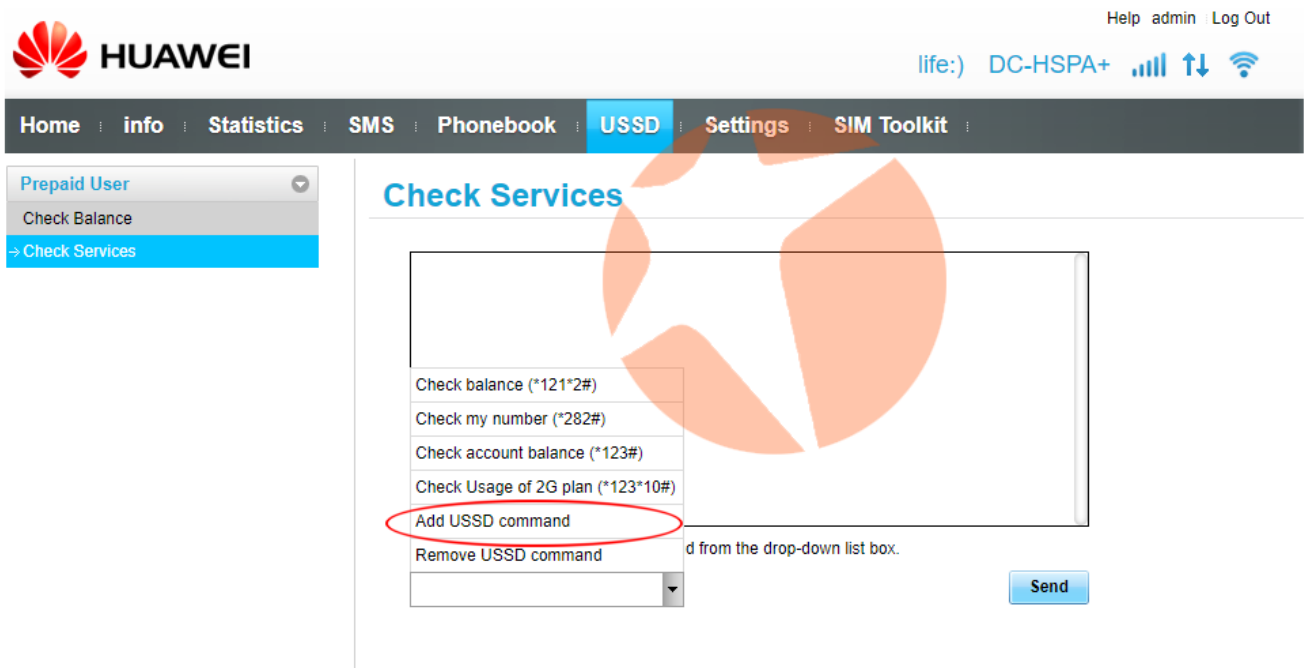 Help admin Log Out
HUAWEI
life:) DC-HSPA+
Home info Statistics SMS Phonebook USSD Settings SIM Toolkit
Prepaid User
Check Balance
Check Services
Check Services
Check balance (*121*2#)
Check my number (*282#)
Check account balance (*123#)
Check Usage of 2G plan (*123*10#)
Add USSD command
Remove USSD command
d from the drop-down list box.
Send